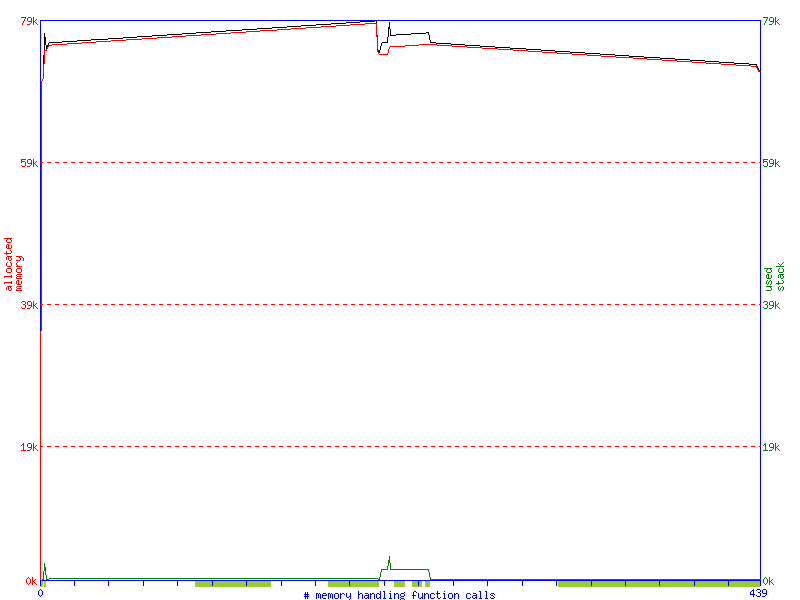 79k
79k
59k
59k
allocated
memory
used
stack
39k
39k
19k
19k
0k
0k
0
# memory handling function calls
439